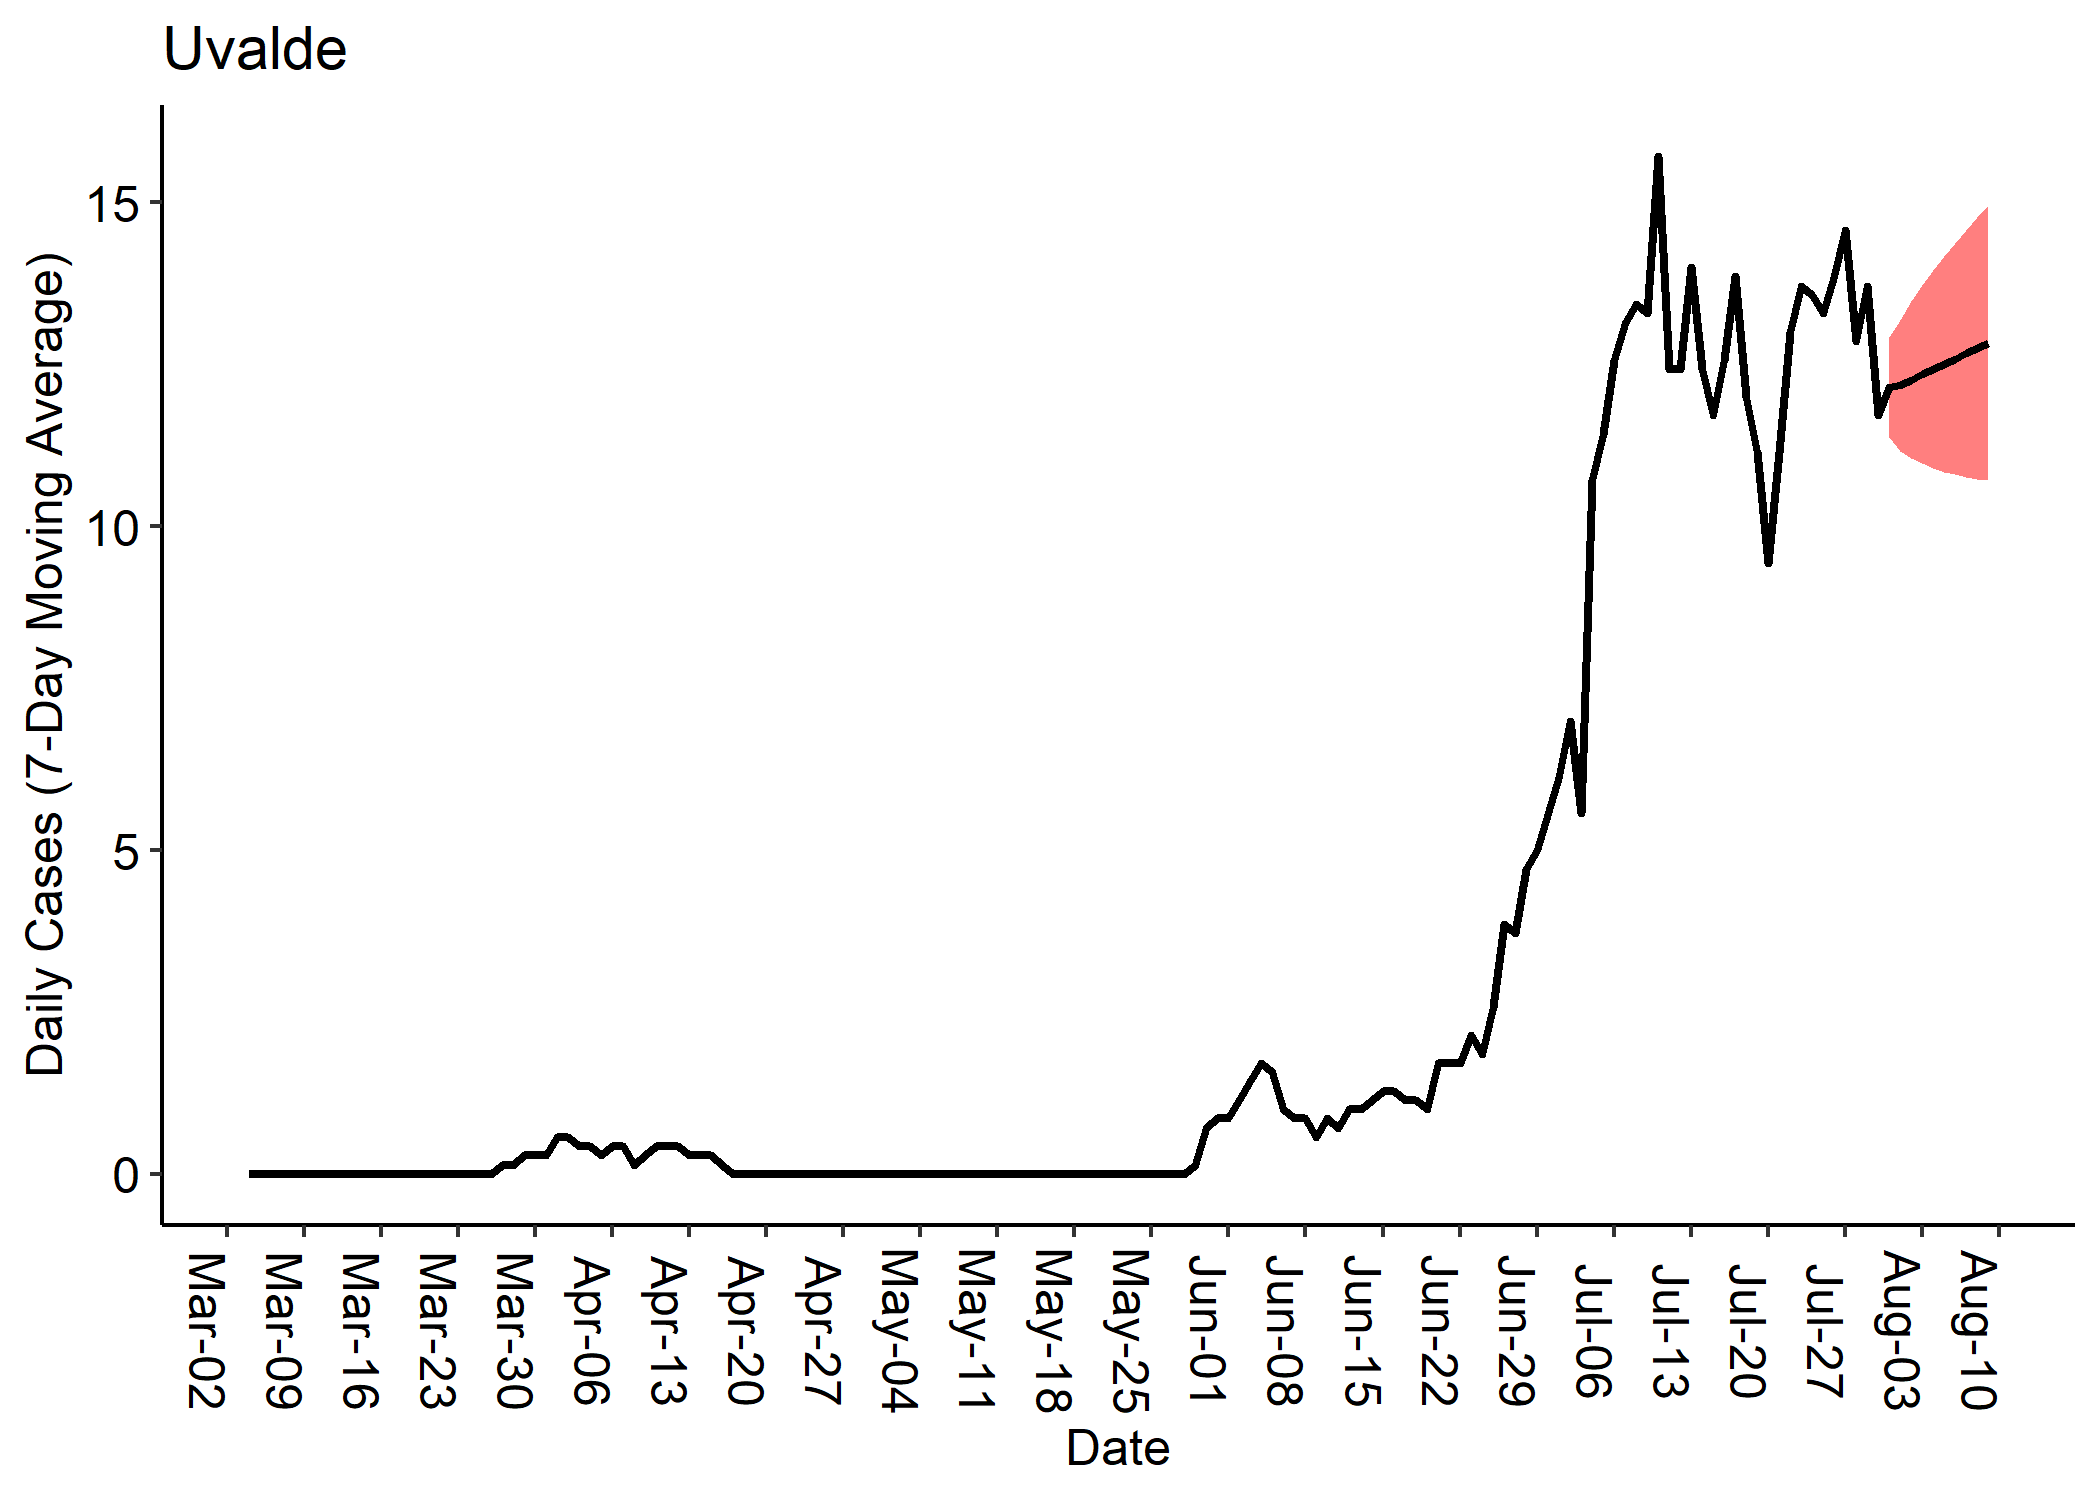 Uvalde
Daily Cases (7-Day Moving Average)
15
10
5
0
Mar-02
Mar-09
Mar-16
Mar-23
Mar-30
Apr-06
Apr-13
Apr-20
Apr-27
May-04
May-11
May-18
May-25
Jun-01
Jun-08
Jun-15
Jun-22
Jun-29
Jul-06
Jul-13
Jul-20
Jul-27
Aug-03
Aug-10
Date